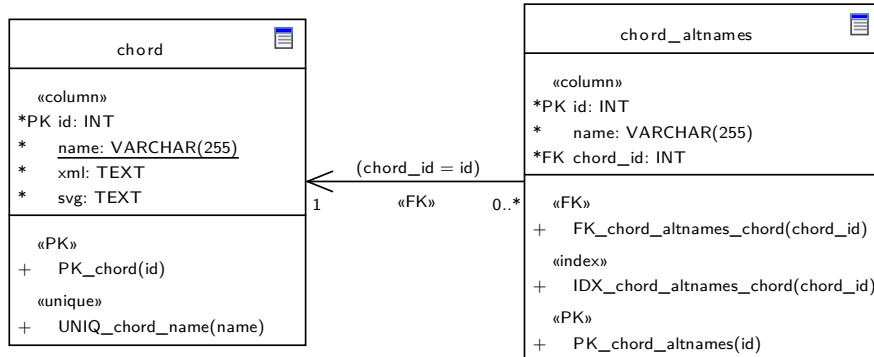 chord
«column»
*PK id: INT
* name: VARCHAR(255)
* xml: TEXT
* svg: TEXT
«PK»
+ PK_chord(id)
«unique»
+ UNIQ_chord_name(name)
(chord_id = id)
1 «FK» 0..*
chord_altnames
«column»
*PK id: INT
* name: VARCHAR(255)
*FK chord_id: INT
«FK»
+ FK_chord_altnames_chord(chord_id)
«index»
+ IDX_chord_altnames_chord(chord_id)
«PK»
+ PK_chord_altnames(id)